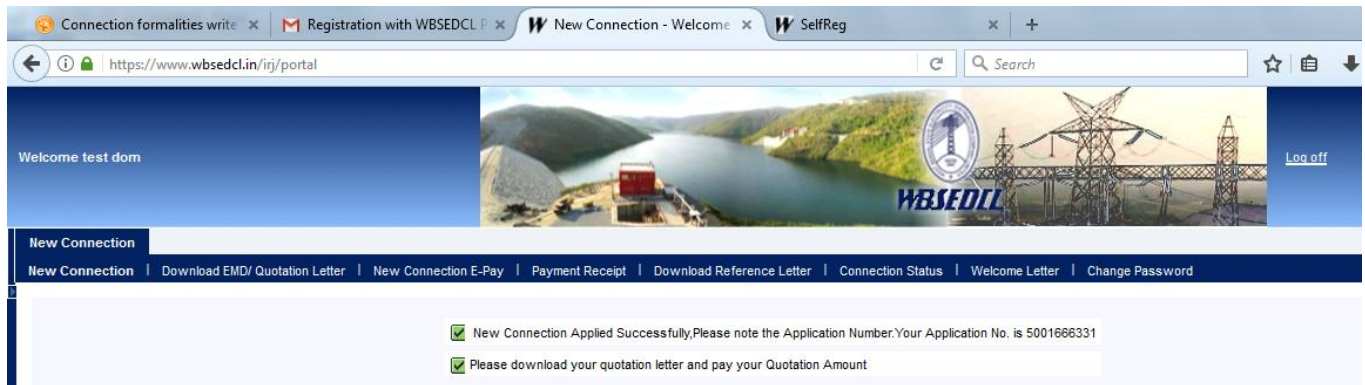 Connection formalities write
Registration with WBSEDCL P
New Connection - Welcome
SelfReg
https://www.wbsedcl.in/irj/portal
Search
Welcome test dom
WBSEDCL
Log off
New Connection
New Connection | Download EMD/ Quotation Letter | New Connection E-Pay | Payment Receipt | Download Reference Letter | Connection Status | Welcome Letter | Change Password
New Connection Applied Successfully,Please note the Application Number.Your Application No. is 5001666331
Please download your quotation letter and pay your Quotation Amount